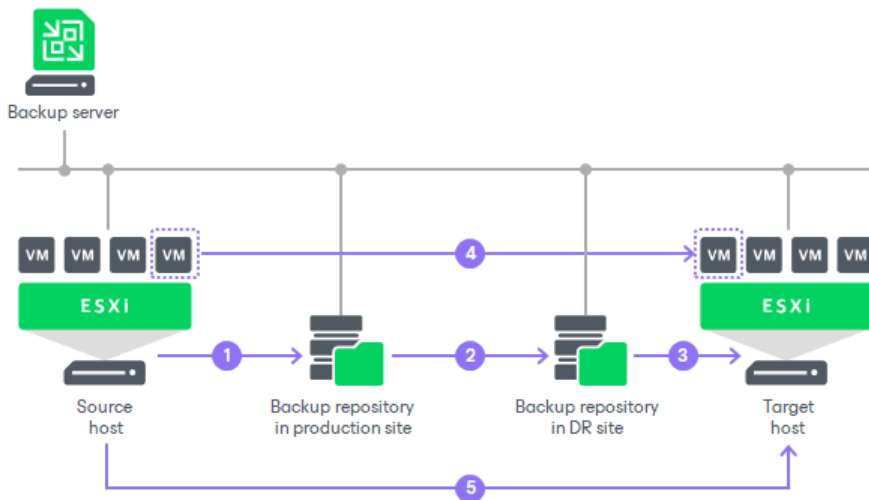 Backup server
VM VM VM VM
4
VM VM VM VM
ESXi
ESXi
1
2
3
Source
host
Backup repository
in production site
Backup repository
in DR site
Target
host
5